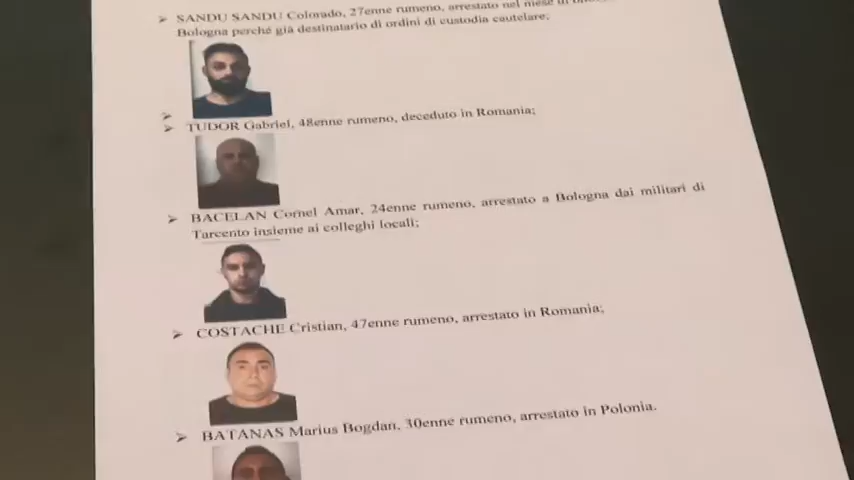 ➢ SANDU SANDU Colorado, 27enne rumeno, arrestato nel mese di
Bologna perché già destinatario di ordini di custodia cautelare;
➢
➢ TUDOR Gabriel, 48enne rumeno, deceduto in Romania;
➢ BACELAN Cornel Amar, 24enne rumeno, arrestato a Bologna dai militari di
Tarcento insieme ai colleghi locali;
➢ COSTACHE Cristian, 47enne rumeno, arrestato in Romania;
➢ BATANAS Marius Bogdan, 30enne rumeno, arrestato in Polonia.